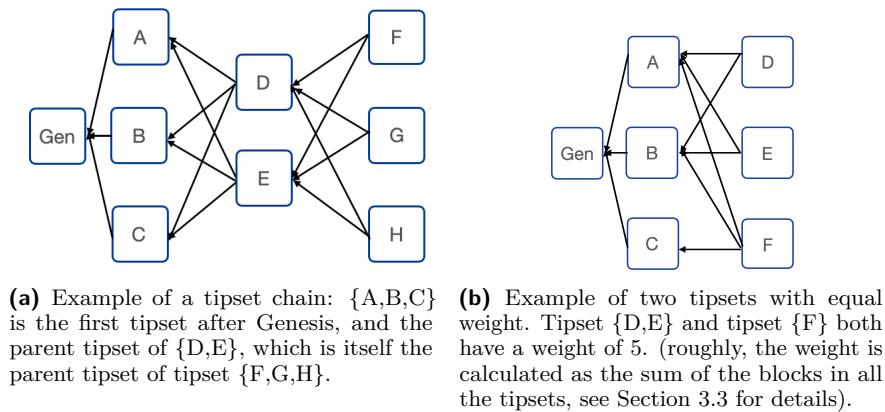 A
F
D
Gen
B
G
E
C
H
A
D
Gen
B
E
C
F
(a) Example of a tipset chain: {A,B,C}
is the first tipset after Genesis, and the
parent tipset of {D,E}, which is itself the
parent tipset of tipset {F,G,H}.
(b) Example of two tipsets with equal
weight. Tipset {D,E} and tipset {F} both
have a weight of 5. (roughly, the weight is
calculated as the sum of the blocks in all
the tipsets, see Section 3.3 for details).